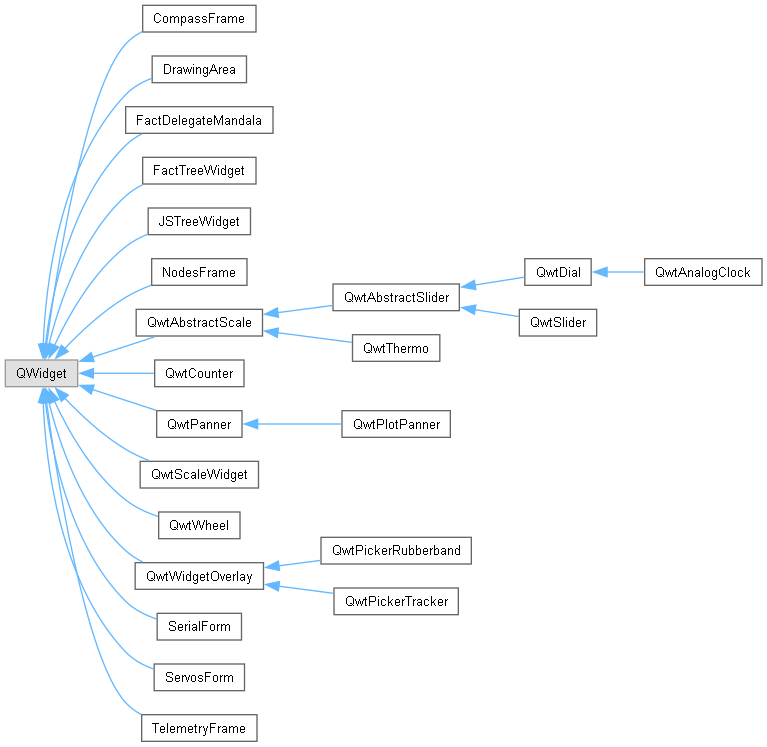 CompassFrame
DrawingArea
FactDelegateMandala
FactTreeWidget
JSTreeWidget
NodesFrame
QwtDial
QwtAnalogClock
QwtAbstractSlider
QwtAbstractScale
QwtSlider
QwtThermo
QWidget
QwtCounter
QwtPanner
QwtPlotPanner
QwtScaleWidget
QwtWheel
QwtPickerRubberband
QwtWidgetOverlay
QwtPickerTracker
SerialForm
ServosForm
TelemetryFrame